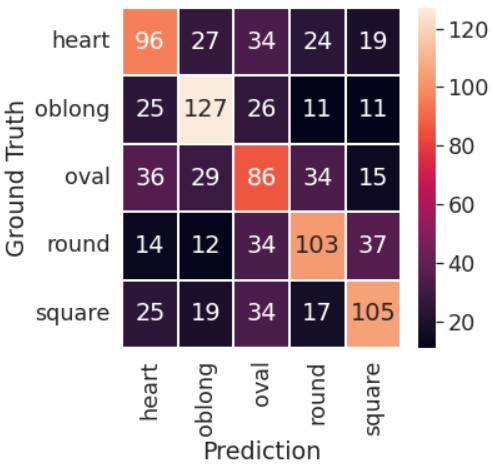 heart 96 27 34 24 19
oblong 25 127 26 11 11
oval 36 29 86 34 15
round 14 12 34 103 37
square 25 19 34 17 105
Ground Truth
heart oblong oval round square
Prediction
120
100
80
60
40
20